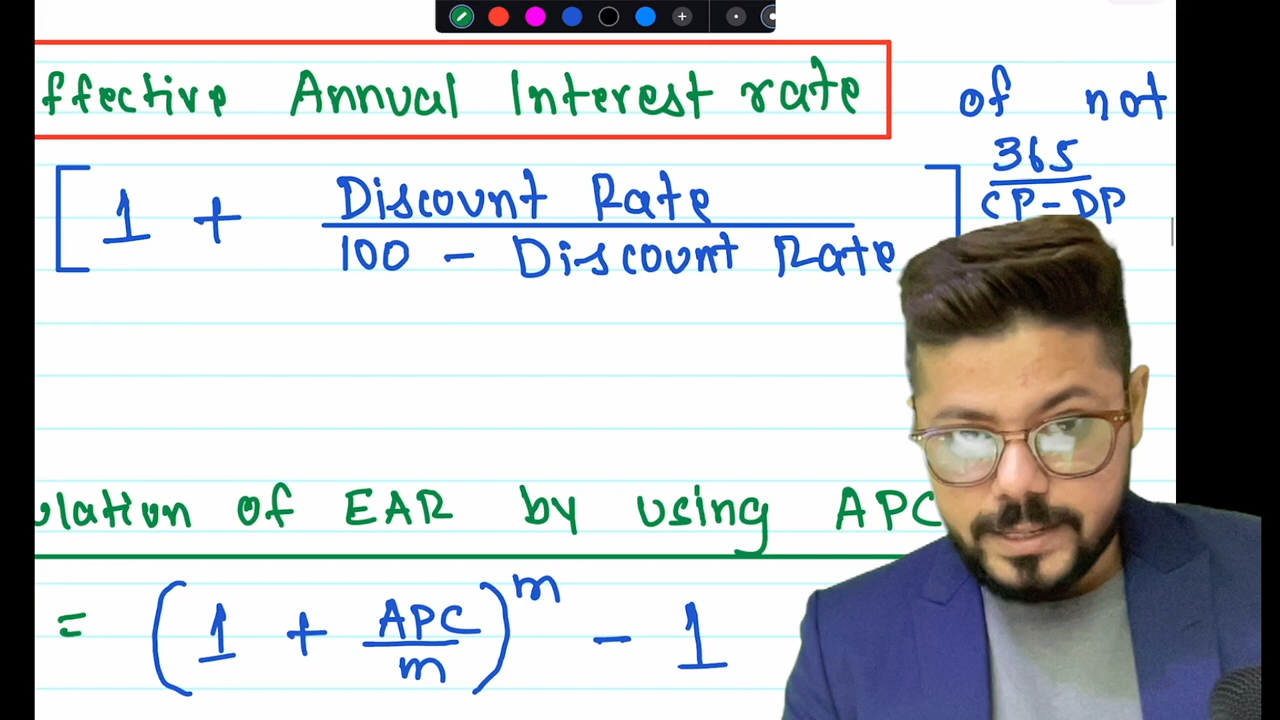 ffective Annual Interest rate of not
[ 1 + Discount Rate / 100 - Discount Rate ] 365 / CP - DP
ulation of EAR by using APC
= ( 1 + APC / m )^m - 1